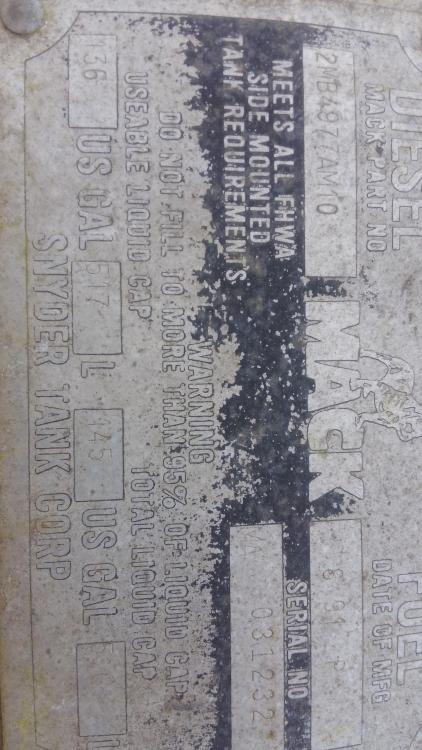 DIESEL FUEL
MACK PART NO DATE OF MFG
MACK
MEETS ALL FHWA
SIDE MOUNTED
TANK REQUIREMENTS
SERIAL NO
031232
WARNING
DO NOT FILL TO MORE THAN 95% OF LIQUID CAP
USEABLE LIQUID CAP TOTAL LIQUID CAP
136 US GAL 517 L 145 US GAL
SNYDER TANK CORP